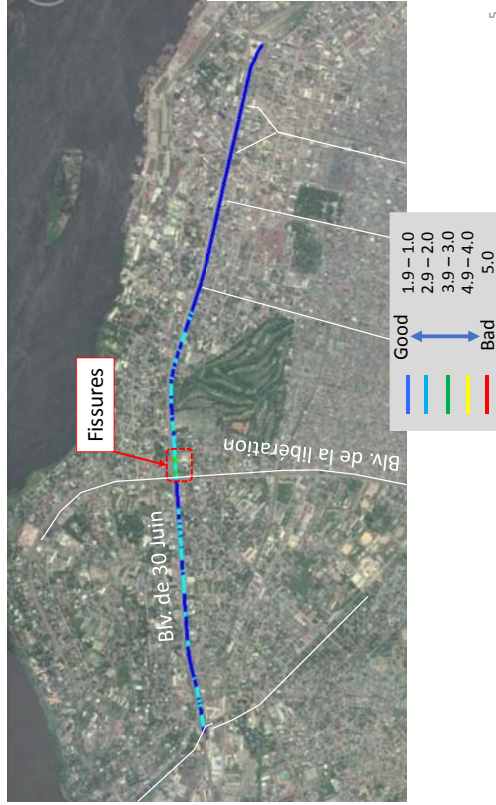 Fissures
Blv. de 30 Juin
Blv. de la libération
Good
1.9 – 1.0
2.9 – 2.0
3.9 – 3.0
4.9 – 4.0
Bad
5.0
5